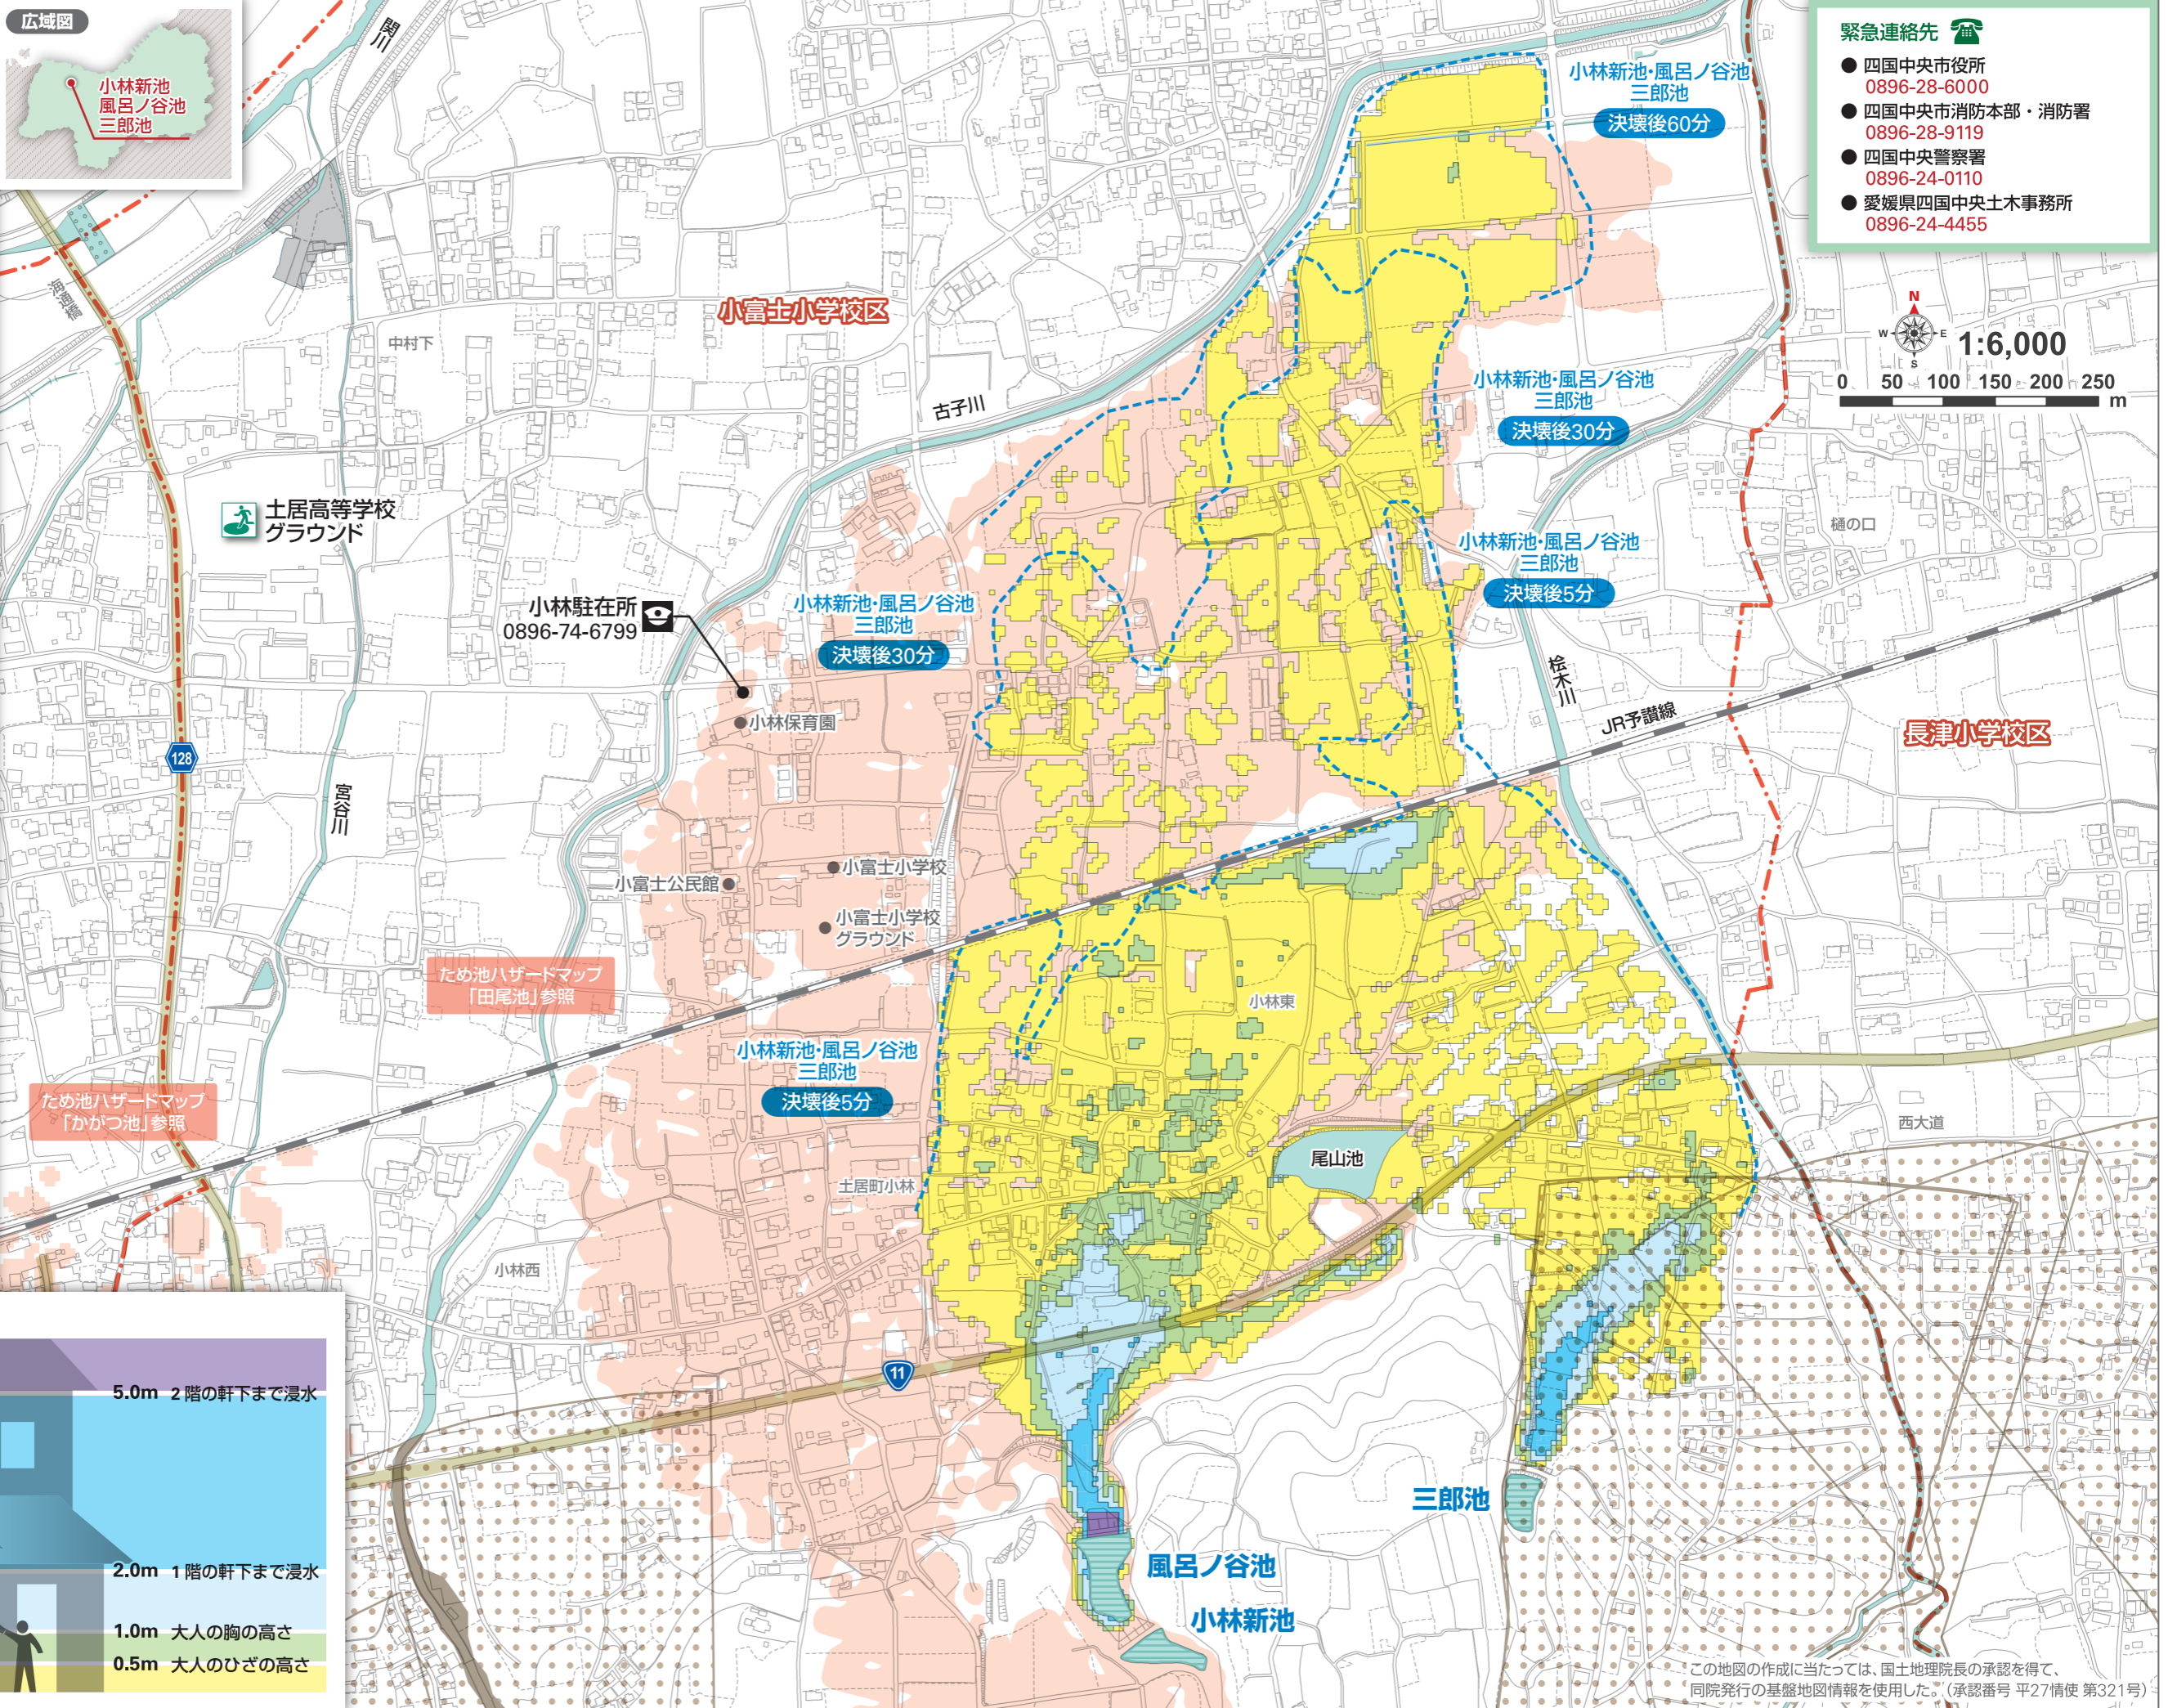 広域図
小林新池
風呂ノ谷池
三郎池
関川
海通橋
中村下
小富士小学校区
古子川
小林新池・風呂ノ谷池
三郎池
決壊後60分
緊急連絡先
● 四国中央市役所
0896-28-6000
● 四国中央市消防本部・消防署
0896-28-9119
● 四国中央警察署
0896-24-0110
● 愛媛県四国中央土木事務所
0896-24-4455
N
W E
S
1:6,000
0 50 100 150 200 250
m
小林新池・風呂ノ谷池
三郎池
決壊後30分
土居高等学校
グラウンド
樋の口
小林新池・風呂ノ谷池
三郎池
決壊後5分
小林駐在所
0896-74-6799
小林新池・風呂ノ谷池
三郎池
決壊後30分
桧木川
JR予讃線
長津小学校区
小林保育園
128
宮谷川
小富士小学校
小富士公民館
小富士小学校
グラウンド
ため池ハザードマップ
「田尾池」参照
小林東
小林新池・風呂ノ谷池
三郎池
決壊後5分
ため池ハザードマップ
「かがつ池」参照
西大道
尾山池
土居町小林
小林西
11
5.0m 2階の軒下まで浸水
2.0m 1階の軒下まで浸水
1.0m 大人の胸の高さ
0.5m 大人のひざの高さ
三郎池
風呂ノ谷池
小林新池
この地図の作成に当たっては、国土地理院長の承認を得て、
同院発行の基盤地図情報を使用した。（承認番号 平27情使 第321号）